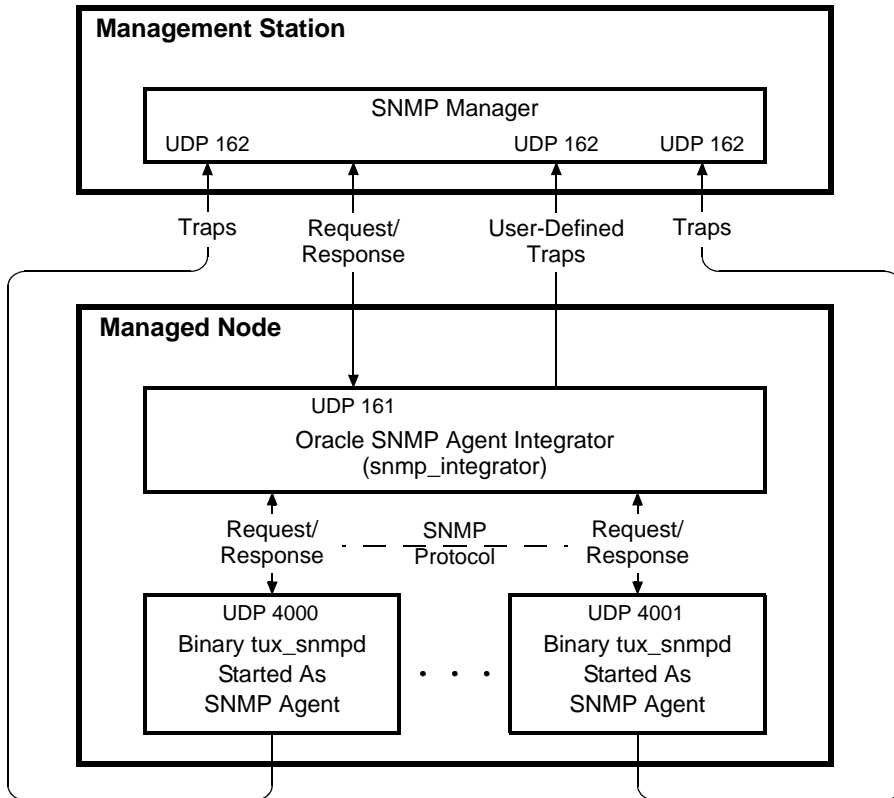 Management Station
SNMP Manager
UDP 162
UDP 162
UDP 162
Traps
Request/
Response
User-Defined
Traps
Traps
Managed Node
UDP 161
Oracle SNMP Agent Integrator
(snmp_integrator)
Request/
Response
SNMP
Protocol
Request/
Response
UDP 4000
Binary tux_snmpd
Started As
SNMP Agent
UDP 4001
Binary tux_snmpd
Started As
SNMP Agent